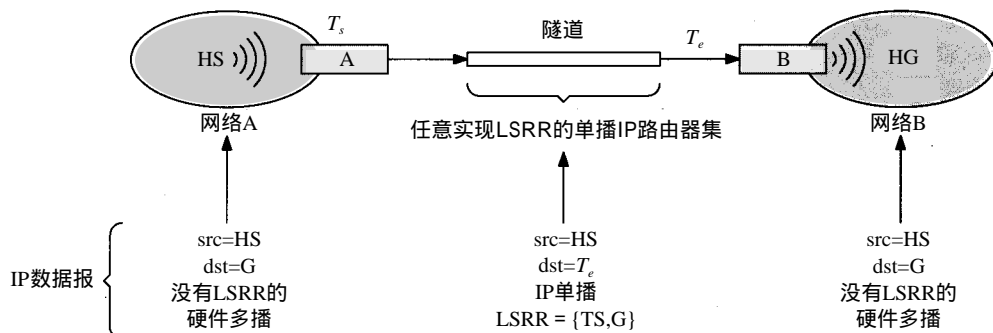 T_s
隧道
T_e
HS
A
B
HG
网络A
任意实现LSRR的单播IP路由器集
网络B
IP数据报
src=HS
dst=G
没有LSRR的
硬件多播
src=HS
dst=T_e
IP单播
LSRR = {TS,G}
src=HS
dst=G
没有LSRR的
硬件多播